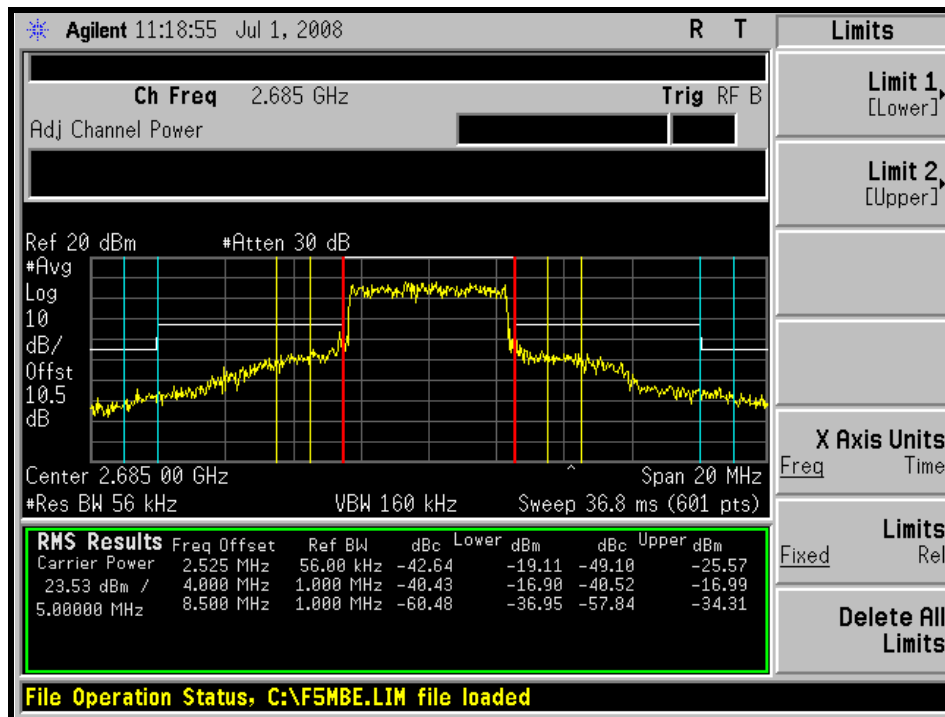 Agilent 11:18:55 Jul 1, 2008 R T
Ch Freq 2.685 GHz Trig RF B
Adj Channel Power
Ref 20 dBm #Atten 30 dB
#Avg
Log
10
dB/
Offst
10.5
dB
Center 2.685 00 GHz Span 20 MHz
#Res BW 56 kHz VBW 160 kHz Sweep 36.8 ms (601 pts)
RMS Results Freq Offset Ref BW dBc Lower dBm dBc Upper dBm
Carrier Power 2.525 MHz 56.00 kHz -42.64 -19.11 -49.10 -25.57
23.53 dBm / 4.000 MHz 1.000 MHz -40.43 -16.90 -40.52 -16.99
5.00000 MHz 8.500 MHz 1.000 MHz -60.48 -36.95 -57.84 -34.31
File Operation Status, C:\F5MBE.LIM file loaded
Limits
Limit 1
[Lower]
Limit 2
[Upper]
X Axis Units
Freq Time
Limits
Fixed Rel
Delete All
Limits